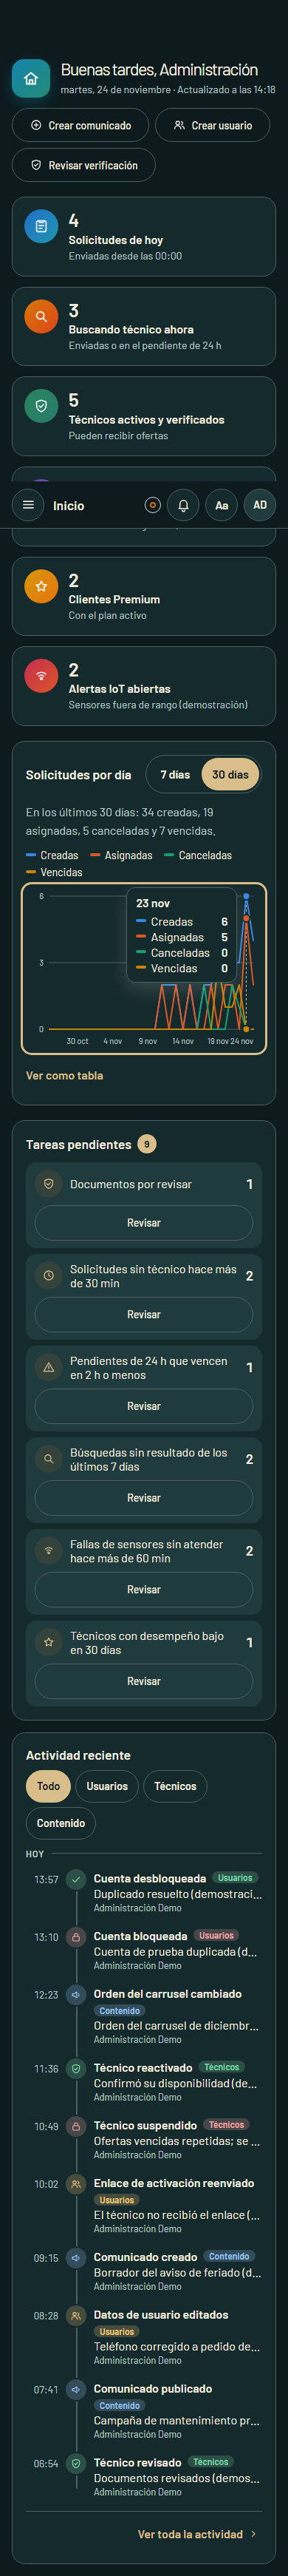 Buenas tardes, Administración
martes, 24 de noviembre · Actualizado a las 14:18
Crear comunicado
Crear usuario
Revisar verificación
4
Solicitudes de hoy
Enviadas desde las 00:00
3
Buscando técnico ahora
Enviadas o en el pendiente de 24 h
5
Técnicos activos y verificados
Pueden recibir ofertas
Inicio
Aa
AD
2
Clientes Premium
Con el plan activo
2
Alertas IoT abiertas
Sensores fuera de rango (demostración)
Solicitudes por día
7 días
30 días
En los últimos 30 días: 34 creadas, 19
asignadas, 5 canceladas y 7 vencidas.
Creadas
Asignadas
Canceladas
Vencidas
6
3
0
23 nov
Creadas 6
Asignadas 5
Canceladas 0
Vencidas 0
30 oct
4 nov
9 nov
14 nov
19 nov
24 nov
Ver como tabla
Tareas pendientes 9
Documentos por revisar 1
Revisar
Solicitudes sin técnico hace más
de 30 min
2
Revisar
Pendientes de 24 h que vencen
en 2 h o menos
1
Revisar
Búsquedas sin resultado de los
últimos 7 días
2
Revisar
Fallas de sensores sin atender
hace más de 60 min
2
Revisar
Técnicos con desempeño bajo
en 30 días
1
Revisar
Actividad reciente
Todo
Usuarios
Técnicos
Contenido
HOY
13:57 Cuenta desbloqueada Usuarios
Duplicado resuelto (demostraci...
Administración Demo
13:10 Cuenta bloqueada Usuarios
Cuenta de prueba duplicada (d...
Administración Demo
12:23 Orden del carrusel cambiado
Contenido
Orden del carrusel de diciembr...
Administración Demo
11:36 Técnico reactivado Técnicos
Confirmó su disponibilidad (de...
Administración Demo
10:49 Técnico suspendido Técnicos
Ofertas vencidas repetidas; se ...
Administración Demo
10:02 Enlace de activación reenviado
Usuarios
El técnico no recibió el enlace (...
Administración Demo
09:15 Comunicado creado Contenido
Borrador del aviso de feriado (d...
Administración Demo
08:28 Datos de usuario editados
Usuarios
Teléfono corregido a pedido de...
Administración Demo
07:41 Comunicado publicado
Contenido
Campaña de mantenimiento pr...
Administración Demo
06:54 Técnico revisado Técnicos
Documentos revisados (demos...
Administración Demo
Ver toda la actividad